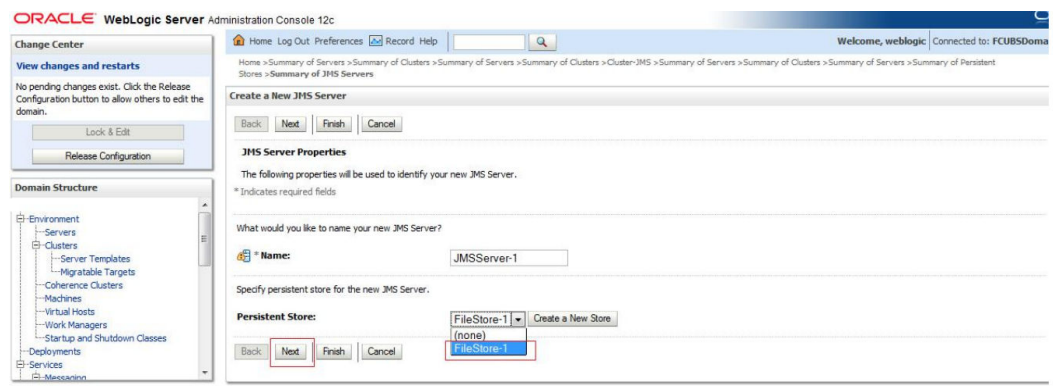 ORACLE WebLogic Server Administration Console 12c
Change Center
View changes and restarts
No pending changes exist. Click the Release
Configuration button to allow others to edit the
domain.
Lock & Edit
Release Configuration
Domain Structure
Environment
Servers
Clusters
Server Templates
Migratable Targets
Coherence Clusters
Machines
Virtual Hosts
Work Managers
Startup and Shutdown Classes
Deployments
Services
Messaging
Home Log Out Preferences Record Help
Welcome, weblogic Connected to: FCUBSDoma
Home >Summary of Servers >Summary of Clusters >Summary of Servers >Summary of Clusters >Cluster-JMS >Summary of Servers >Summary of Clusters >Summary of Servers >Summary of Persistent
Stores >Summary of JMS Servers
Create a New JMS Server
Back Next Finish Cancel
JMS Server Properties
The following properties will be used to identify your new JMS Server.
* Indicates required fields
What would you like to name your new JMS Server?
* Name: JMSServer-1
Specify persistent store for the new JMS Server.
Persistent Store: FileStore-1 Create a New Store
(none)
FileStore-1
Back Next Finish Cancel